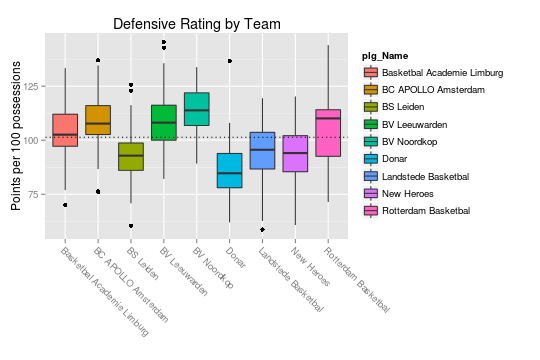 Defensive Rating by Team
Points per 100 possessions
125
100
75
Basketbal Academie Limburg
BC APOLLO Amsterdam
BS Leiden
BV Leeuwarden
BV Noordkop
Donar
Landstede Basketbal
New Heroes
Rotterdam Basketbal
plg_Name
Basketbal Academie Limburg
BC APOLLO Amsterdam
BS Leiden
BV Leeuwarden
BV Noordkop
Donar
Landstede Basketbal
New Heroes
Rotterdam Basketbal